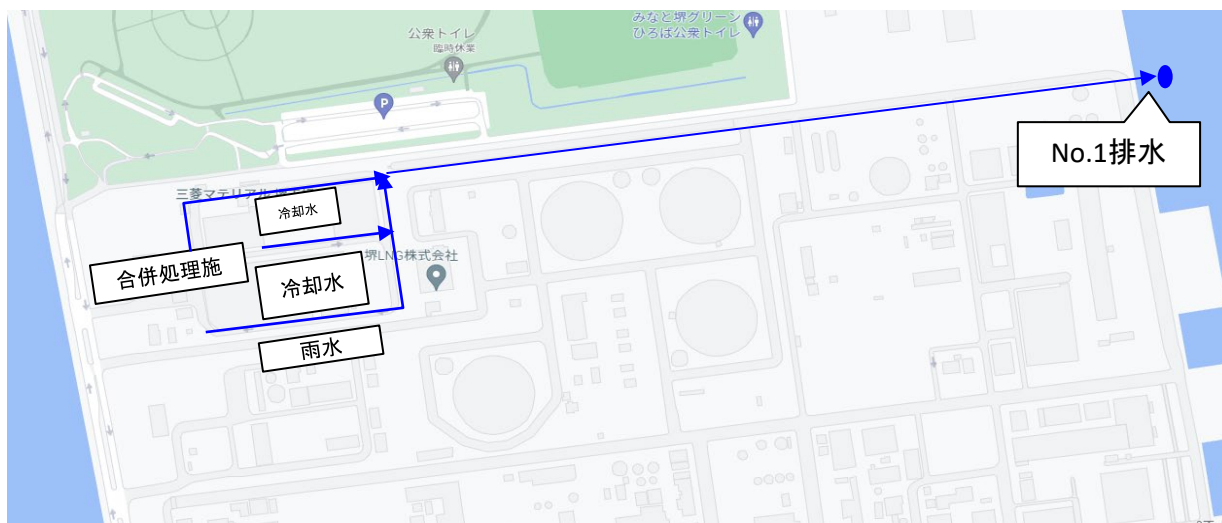 公衆トイレ
臨時休業
みなと堺グリーン
ひろば公衆トイレ
P
No.1排水
三菱マテリアル
冷却水
堺LNG株式会社
合併処理施
冷却水
雨水